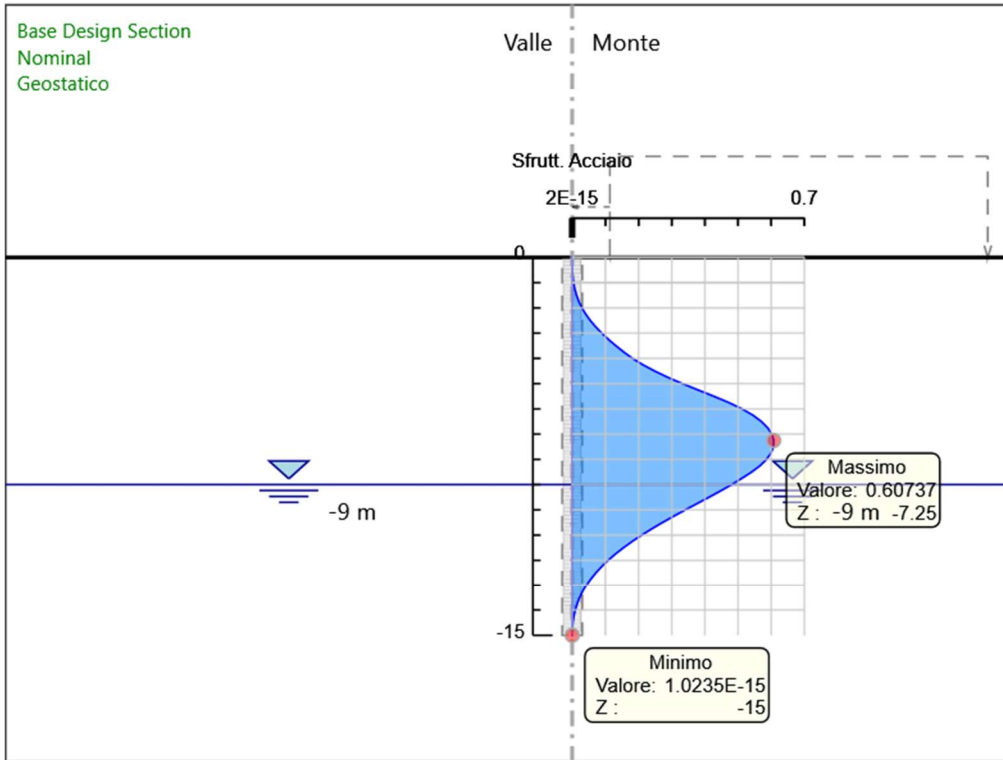 Base Design Section
Nominal
Geostatico
Valle Monte
Sfrutt. Acciaio
2E-15 0.7
0
Massimo
Valore: 0.60737
Z : -9 m -7.25
-9 m
-15
Minimo
Valore: 1.0235E-15
Z : -15